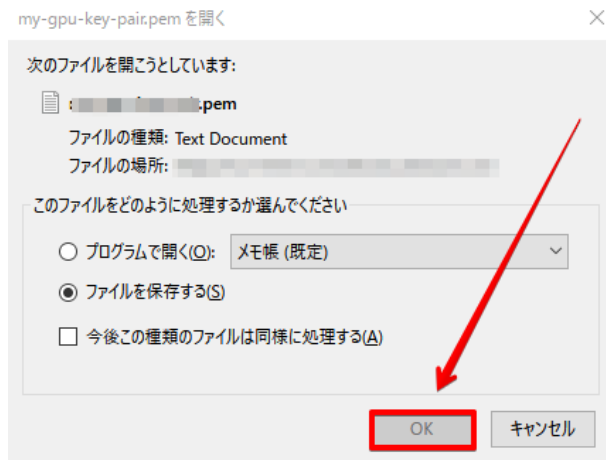 my-gpu-key-pair.pem を開く
次のファイルを開こうとしています:
.pem
ファイルの種類: Text Document
ファイルの場所:
このファイルをどのように処理するか選んでください
プログラムで開く(O): メモ帳 (既定)
ファイルを保存する(S)
今後この種類のファイルは同様に処理する(A)
OK キャンセル